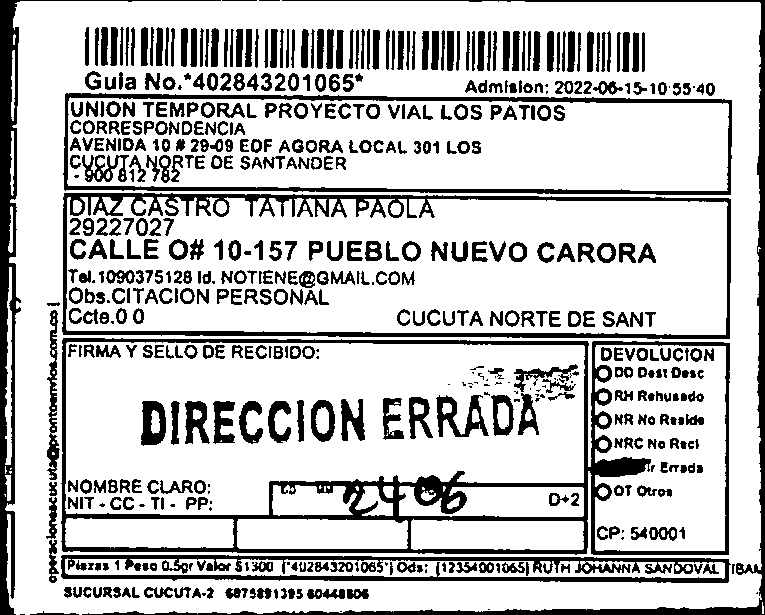 Guia No.*402843201065*
Admision: 2022-06-15-10:55:40
UNION TEMPORAL PROYECTO VIAL LOS PATIOS
CORRESPONDENCIA
AVENIDA 10 # 29-09 EDF AGORA LOCAL 301 LOS
CUCUTA NORTE DE SANTANDER
- 900 812 782
DIAZ CASTRO TATIANA PAOLA
29227027
CALLE O# 10-157 PUEBLO NUEVO CARORA
Tel.1090375128 Id. NOTIENE@GMAIL.COM
Obs.CITACION PERSONAL
Ccte.0 0
CUCUTA NORTE DE SANT
operacionescucuta@prontoenvios.com.co |
FIRMA Y SELLO DE RECIBIDO:
DIRECCION ERRADA
NOMBRE CLARO:
NIT - CC - TI - PP:
2406
D+2
DEVOLUCION
DD Dest Desc
RH Rehusado
NR No Reside
NRC No Recl
Errada
OT Otros
CP: 540001
Piezas 1 Peso 0.5gr Valor $1300 (*402843201065*) Ods: (12354001065) RUTH JOHANNA SANDOVAL TIBAM
SUCURSAL CUCUTA-2 6875891395 60448606